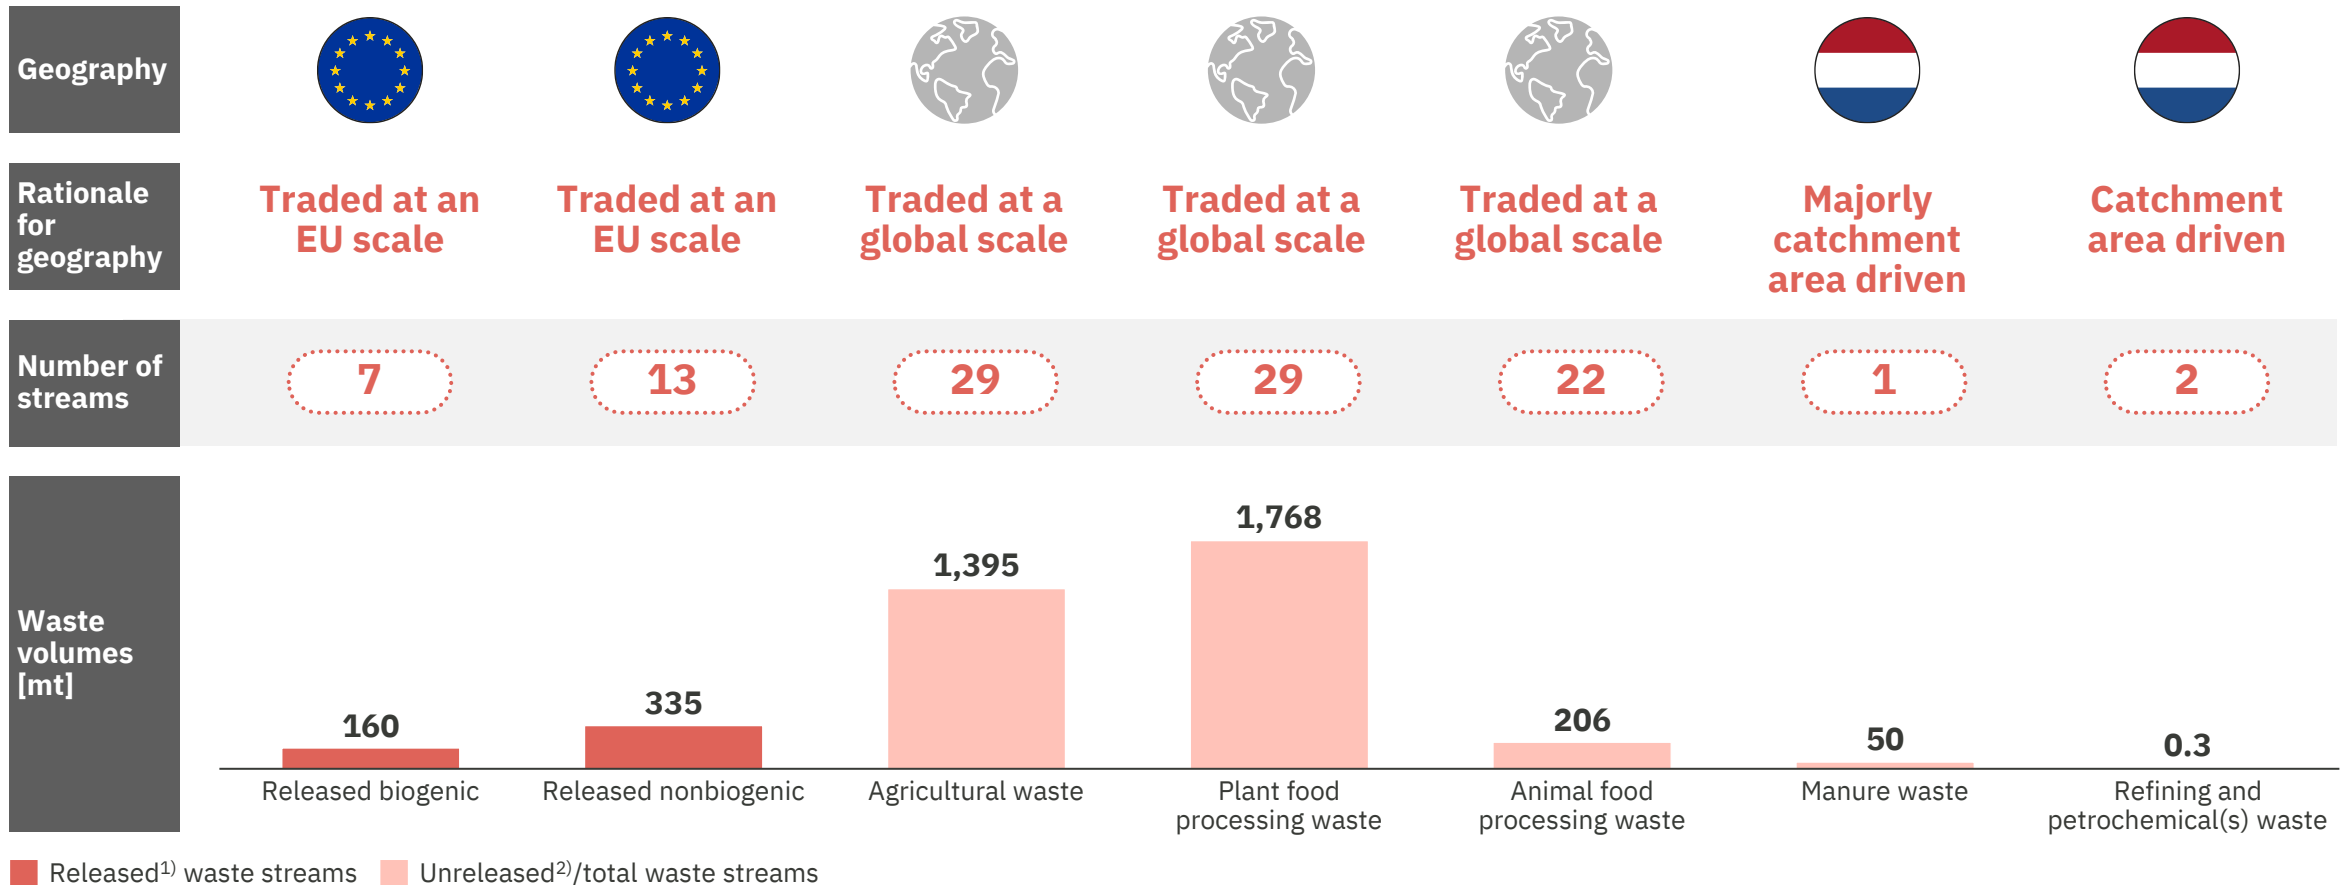 Geography
Rationale
for
geography
Traded at an
EU scale
Traded at an
EU scale
Traded at a
global scale
Traded at a
global scale
Traded at a
global scale
Majorly
catchment
area driven
Catchment
area driven
Number of
streams
7
13
29
29
22
1
2
Waste
volumes
[mt]
160
335
1,395
1,768
206
50
0.3
Released biogenic
Released nonbiogenic
Agricultural waste
Plant food
processing waste
Animal food
processing waste
Manure waste
Refining and
petrochemical(s) waste
Released1) waste streams
Unreleased2)/total waste streams